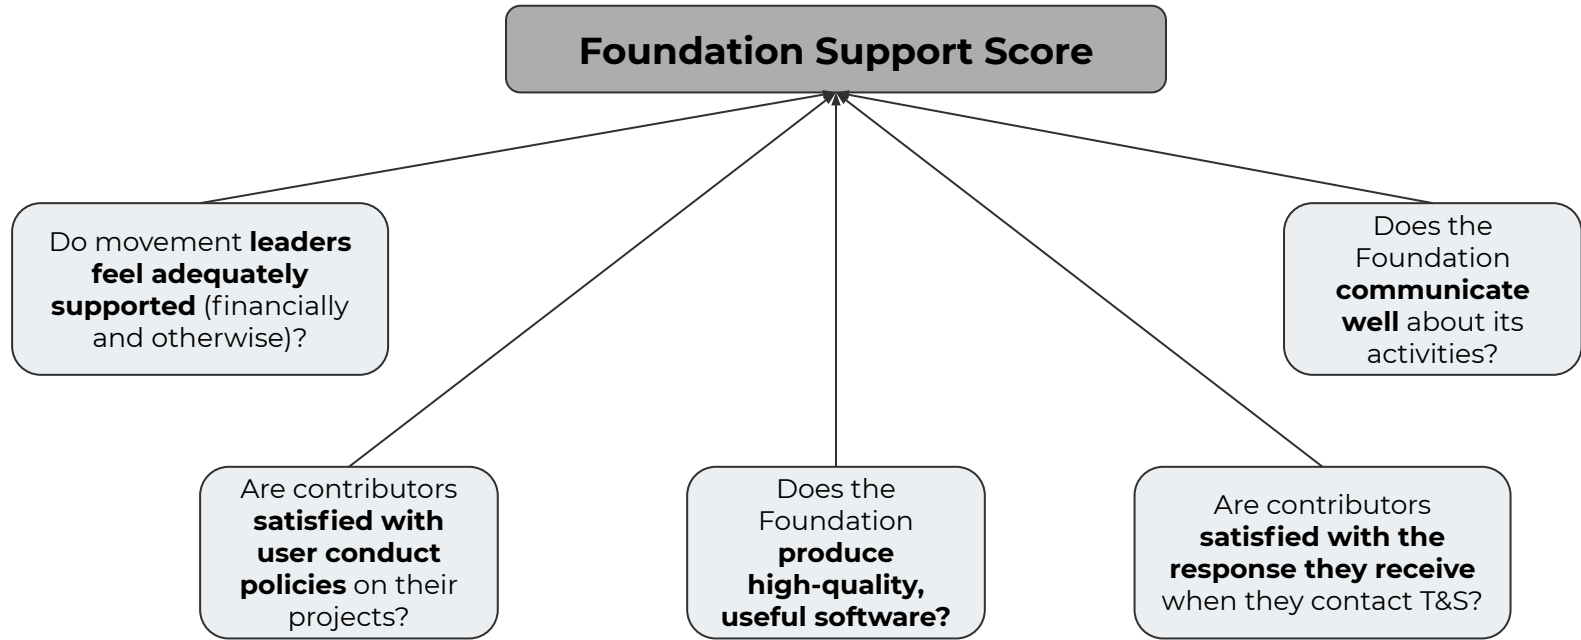 Foundation Support Score
Do movement leaders
feel adequately
supported (financially
and otherwise)?
Does the
Foundation
communicate
well about its
activities?
Are contributors
satisfied with
user conduct
policies on their
projects?
Does the
Foundation
produce
high-quality,
useful software?
Are contributors
satisfied with the
response they receive
when they contact T&S?